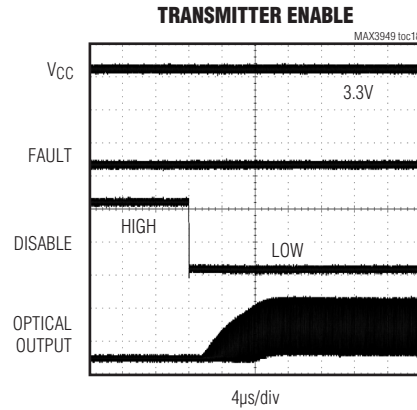 TRANSMITTER ENABLE
MAX3949 toc18
VCC
3.3V
FAULT
HIGH
DISABLE
LOW
OPTICAL
OUTPUT
4µs/div